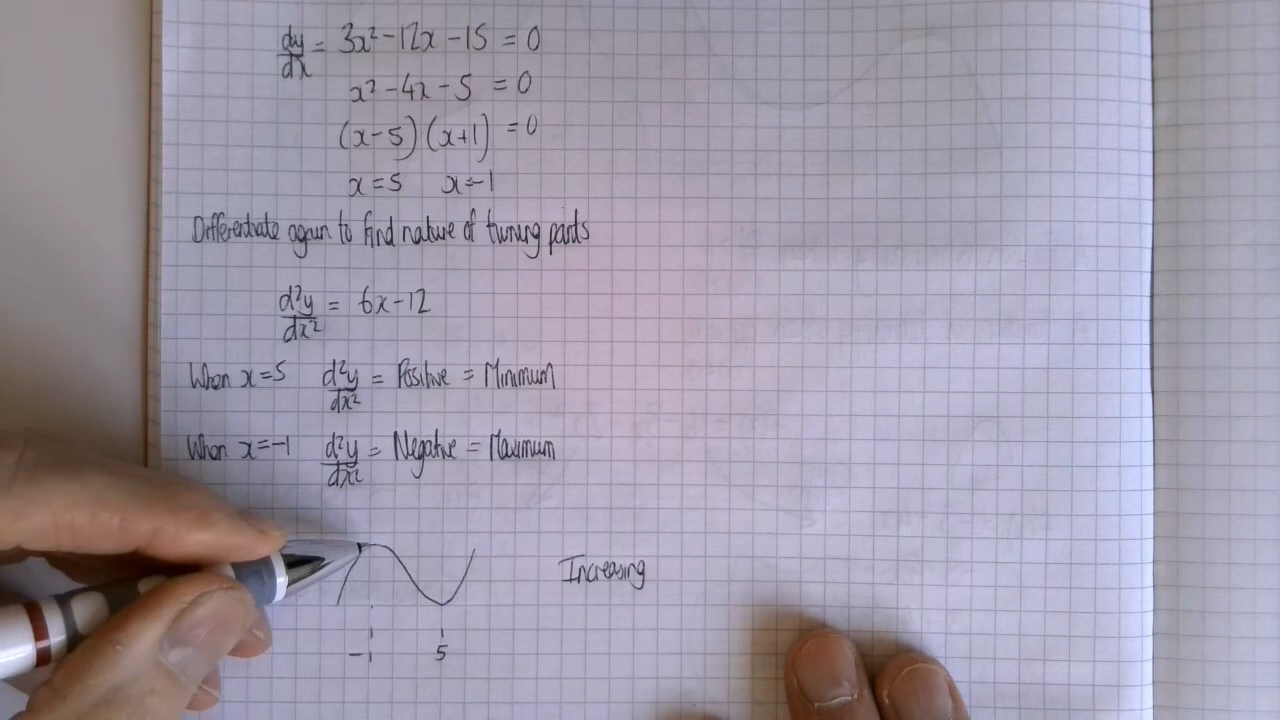 dy/dx = 3x² - 12x - 15 = 0
x² - 4x - 5 = 0
(x - 5)(x + 1) = 0
x = 5 x = -1
Differentiate again to find nature of turning points
d²y/dx² = 6x - 12
When x = 5 d²y/dx² = Positive = Minimum
When x = -1 d²y/dx² = Negative = Maximum
Increasing
-1 5